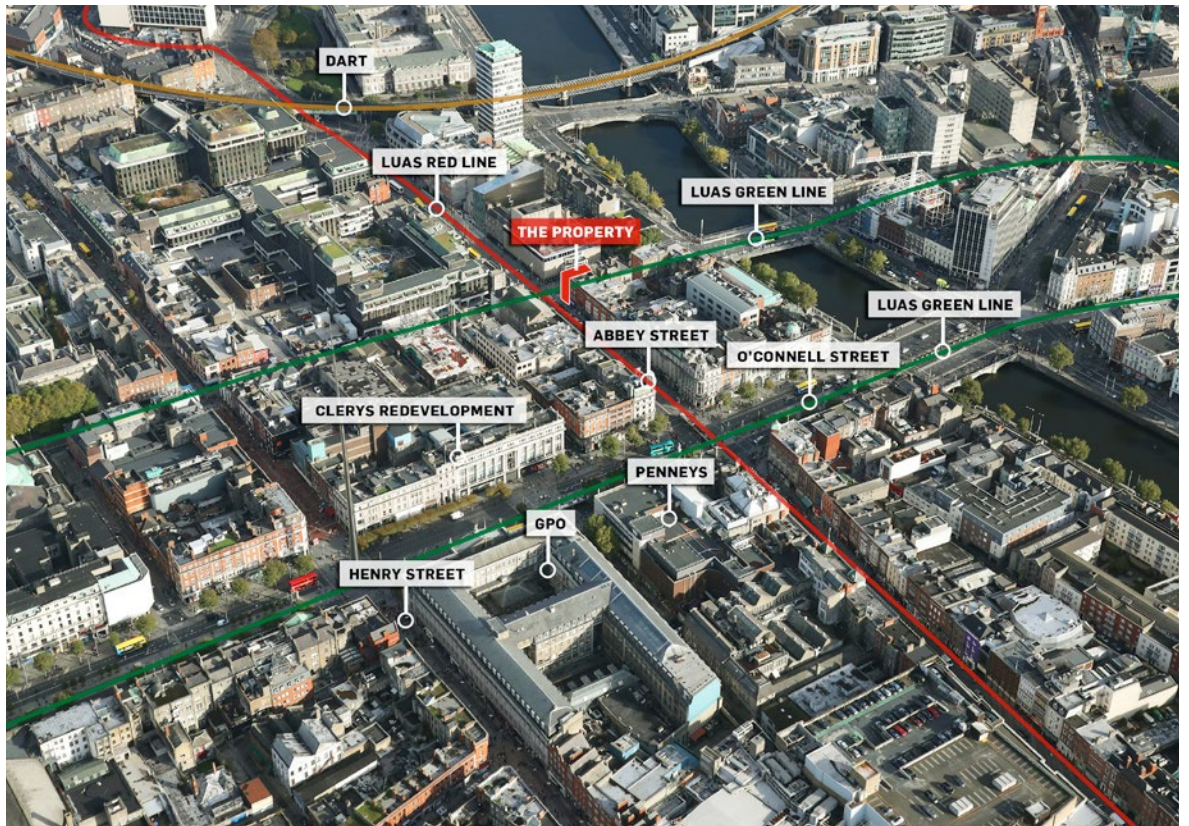 DART
LUAS RED LINE
LUAS GREEN LINE
THE PROPERTY
LUAS GREEN LINE
ABBEY STREET
O'CONNELL STREET
CLERYS REDEVELOPMENT
PENNEYS
GPO
HENRY STREET